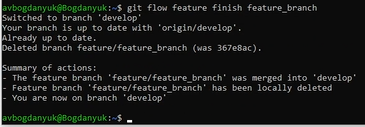 avbogdanyuk@Bogdanyuk:~$ git flow feature finish feature_branch
Switched to branch 'develop'
Your branch is up to date with 'origin/develop'.
Already up to date.
Deleted branch feature/feature_branch (was 367e8ac).

Summary of actions:
- The feature branch 'feature/feature_branch' was merged into 'develop'
- Feature branch 'feature/feature_branch' has been locally deleted
- You are now on branch 'develop'

avbogdanyuk@Bogdanyuk:~$